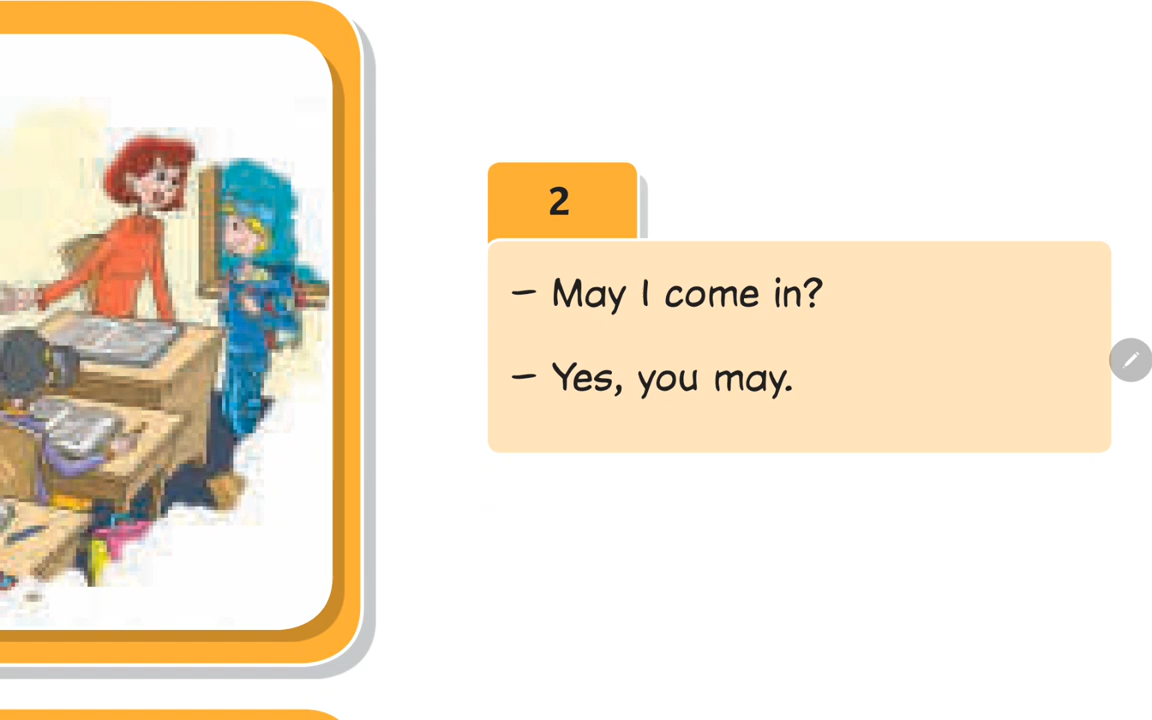 2
– May I come in?
– Yes, you may.